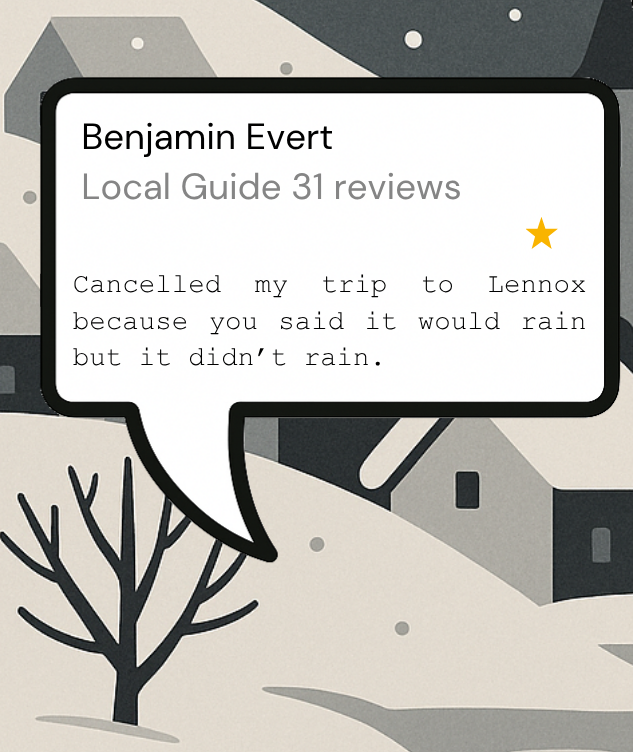 Benjamin Evert
Local Guide 31 reviews
Cancelled my trip to Lennox
because you said it would rain
but it didn’t rain.